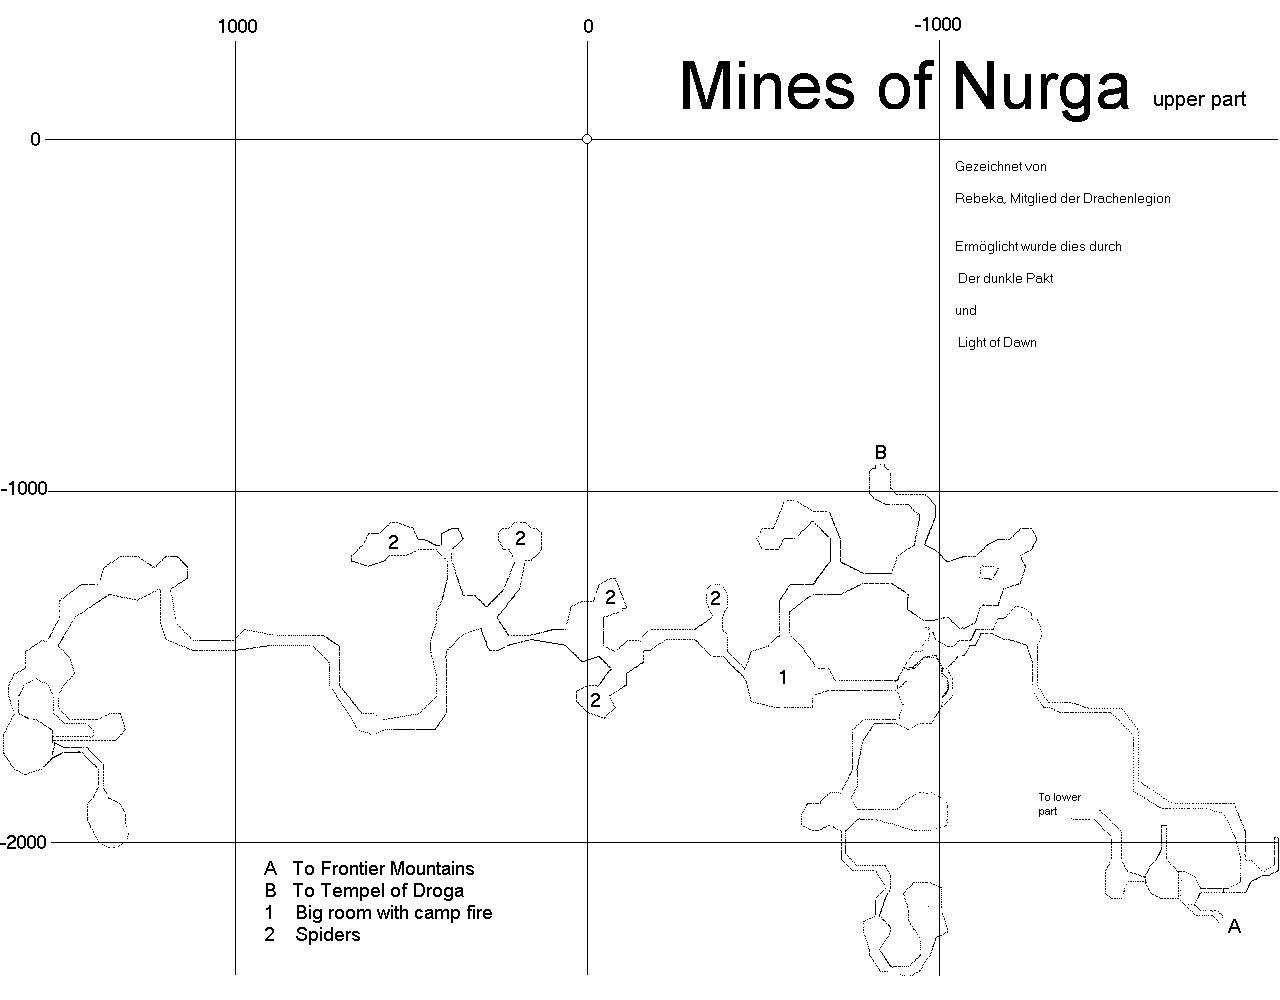 1000
0
-1000
Mines of Nurga upper part
0
Gezeichnet von
Rebeka, Mitglied der Drachenlegion
Ermöglicht wurde dies durch
Der dunkle Pakt
und
Light of Dawn
B
-1000
2
2
2
2
1
2
To lower
part
-2000
A To Frontier Mountains
B To Tempel of Droga
1 Big room with camp fire
2 Spiders
A